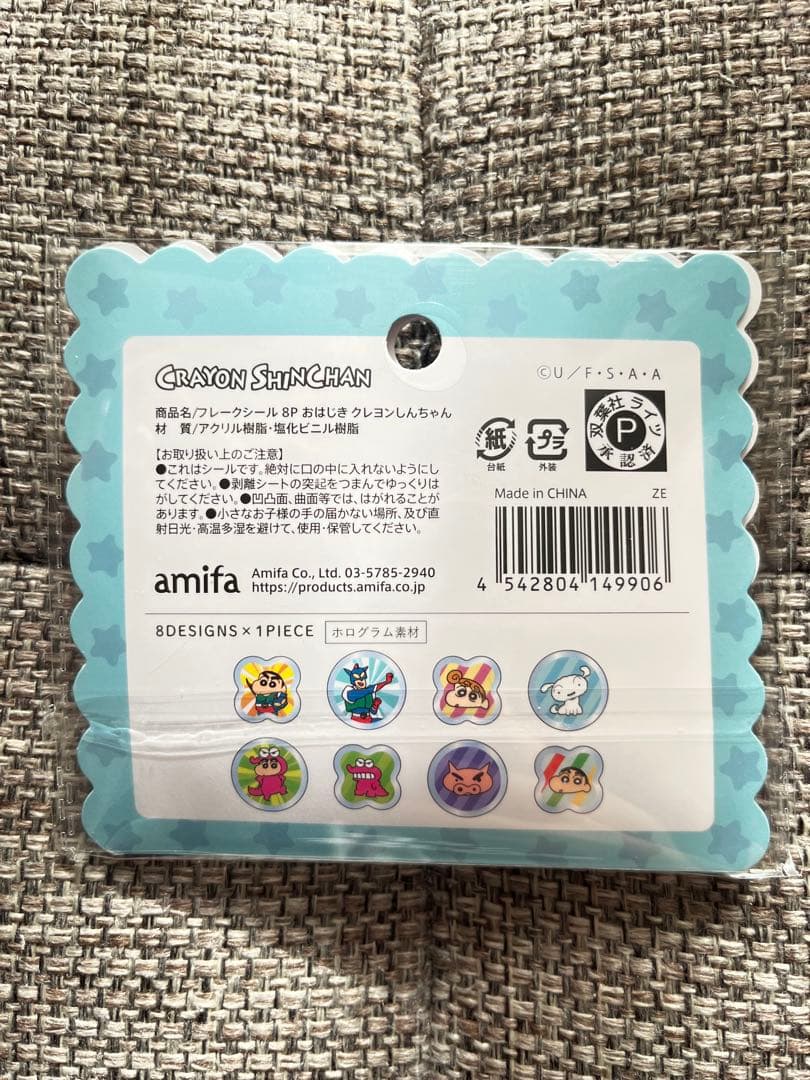 CRAYON SHINCHAN
©U/F・S・A・A
商品名/フレークシール 8P おはじき クレヨンしんちゃん
材 質/アクリル樹脂・塩化ビニル樹脂
【お取り扱い上のご注意】
●これはシールです。絶対に口の中に入れないようにし
てください。●剥離シートの突起をつまんでゆっくりは
がしてください。●凹凸面、曲面等では、はがれることが
あります。●小さなお子様の手の届かない場所、及び直
射日光・高温多湿を避けて、使用・保管してください。
紙
台紙
プラ
外装
双葉社ライツ
P
承認済
Made in CHINA ZE
4 542804 149906
amifa
Amifa Co., Ltd. 03-5785-2940
https://products.amifa.co.jp
8DESIGNS×1PIECE ホログラム素材